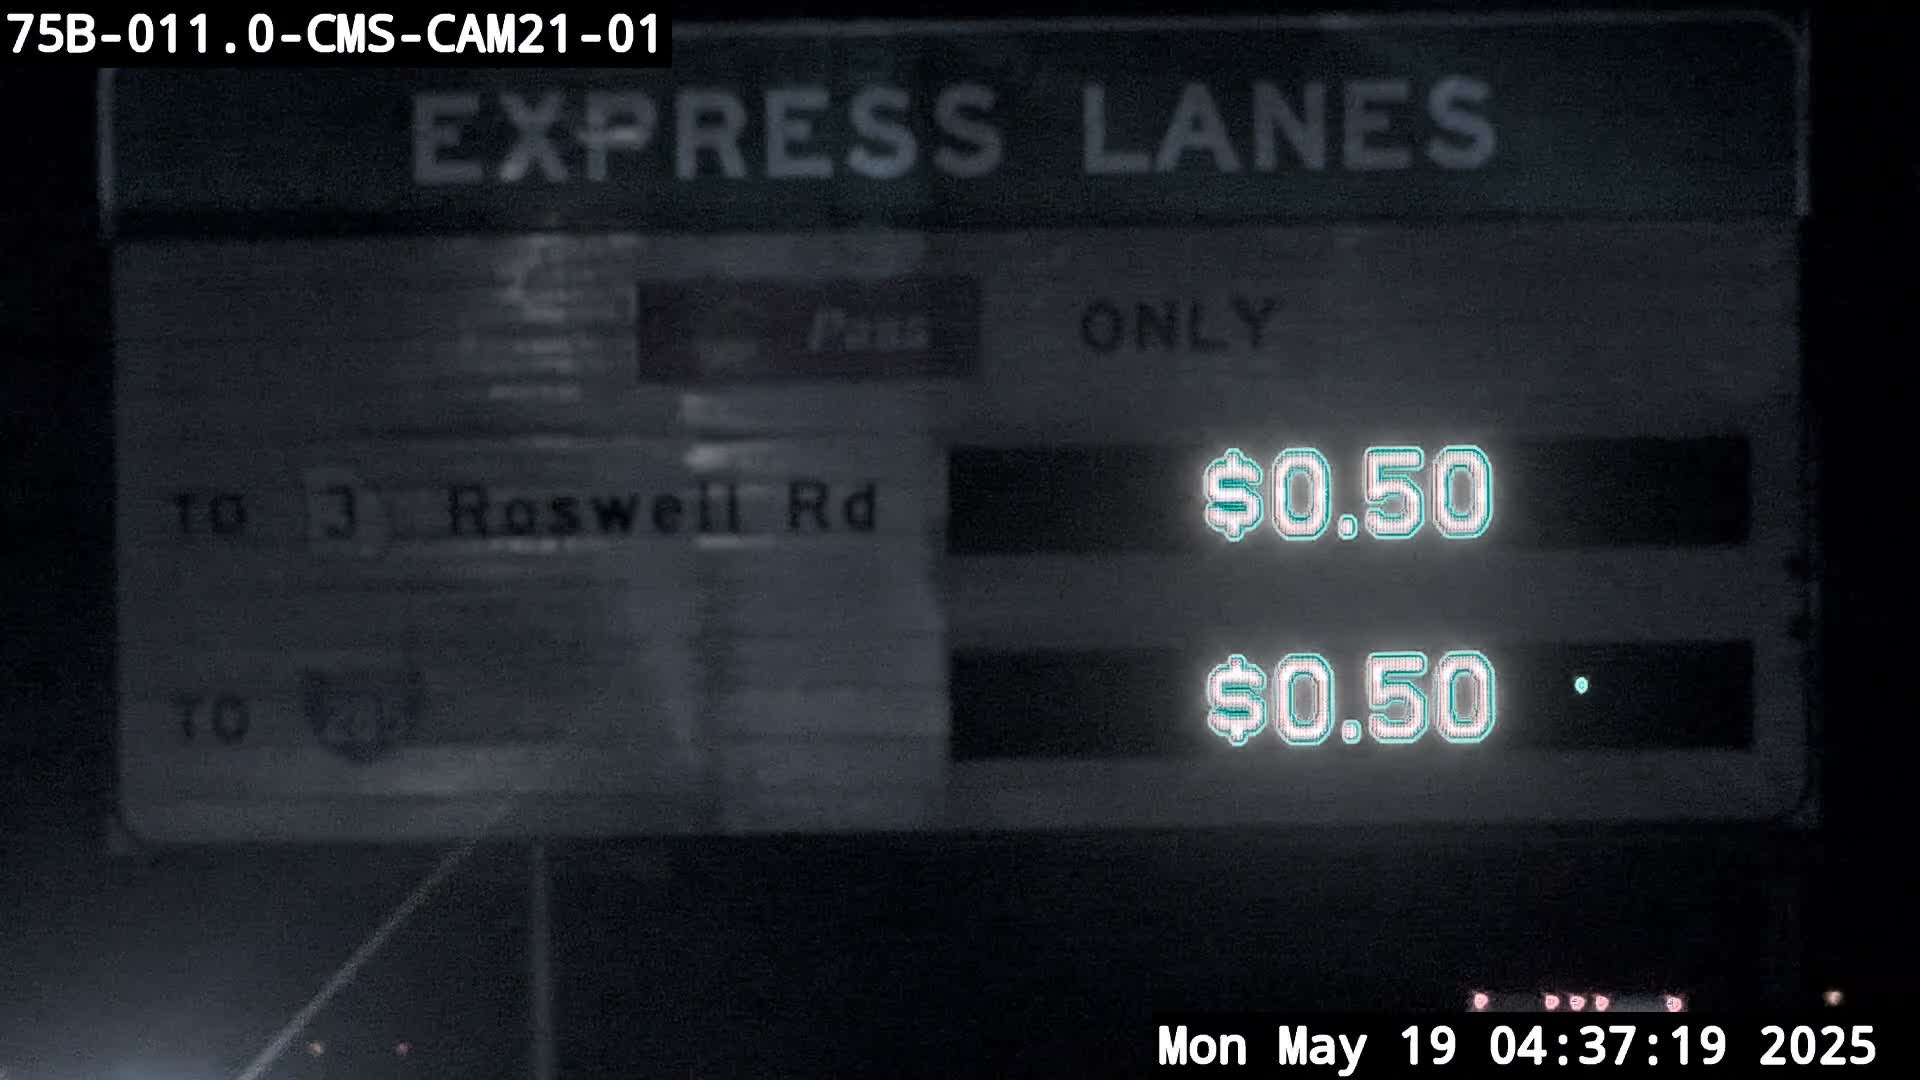 75B-011.0-CMS-CAM21-01
EXPRESS LANES
Pass ONLY
TO 3 Roswell Rd $0.50
TO $0.50
Mon May 19 04:37:19 2025